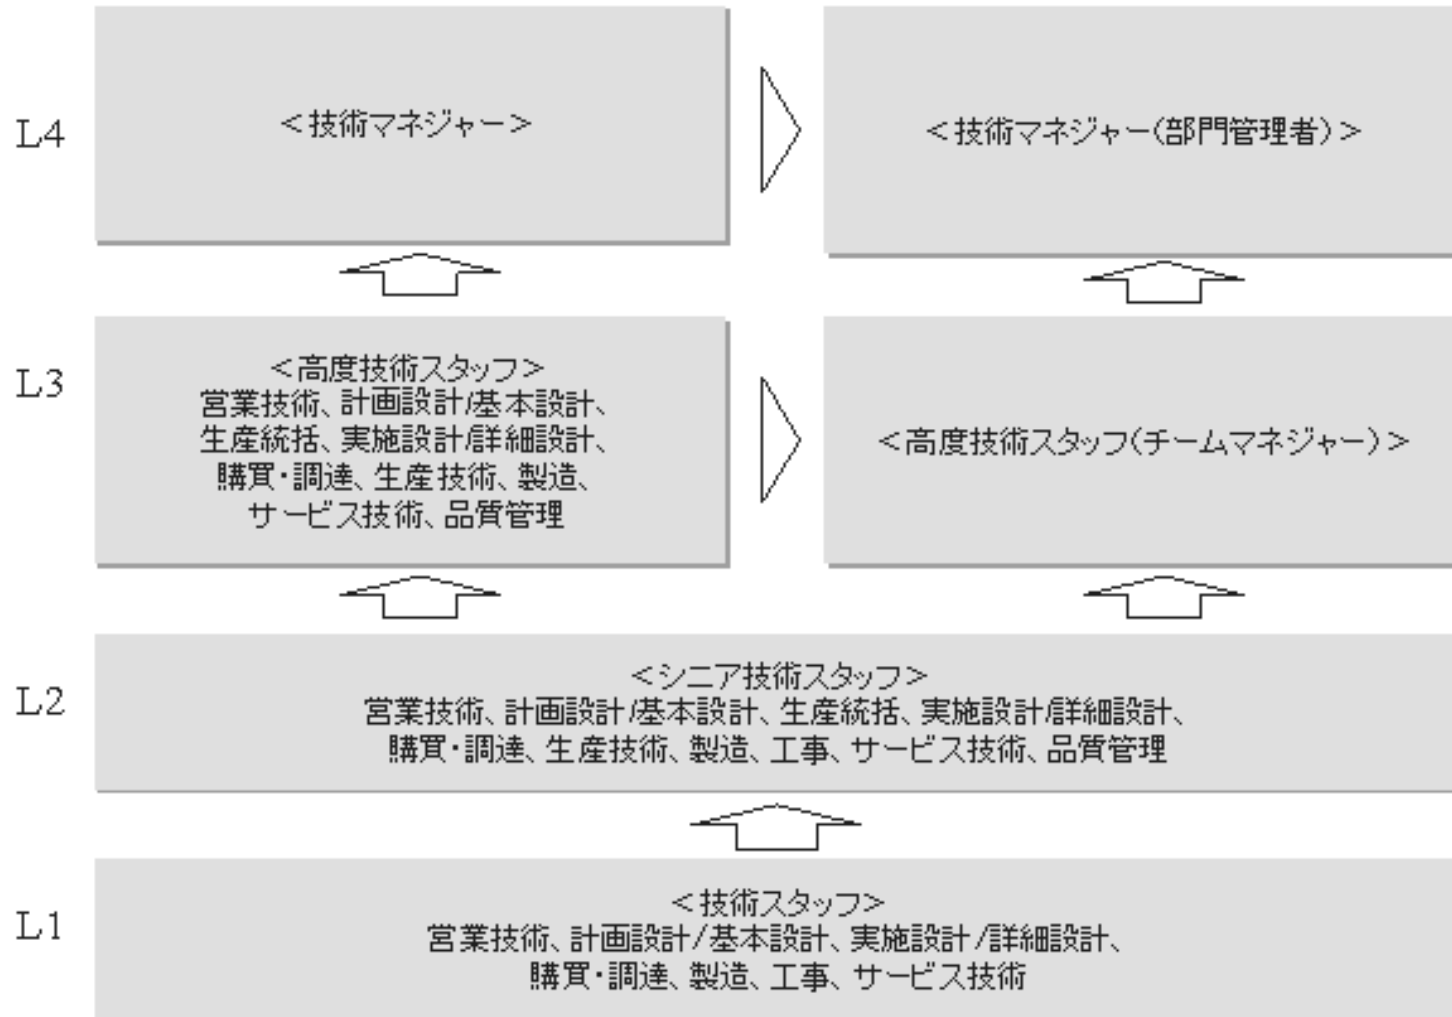 L4
＜技術マネジャー＞
＜技術マネジャー(部門管理者)＞
L3
＜高度技術スタッフ＞
営業技術、計画設計/基本設計、
生産統括、実施設計/詳細設計、
購買・調達、生産技術、製造、
サービス技術、品質管理
＜高度技術スタッフ(チームマネジャー)＞
L2
＜シニア技術スタッフ＞
営業技術、計画設計/基本設計、生産統括、実施設計/詳細設計、
購買・調達、生産技術、製造、工事、サービス技術、品質管理
L1
＜技術スタッフ＞
営業技術、計画設計/基本設計、実施設計/詳細設計、
購買・調達、製造、工事、サービス技術